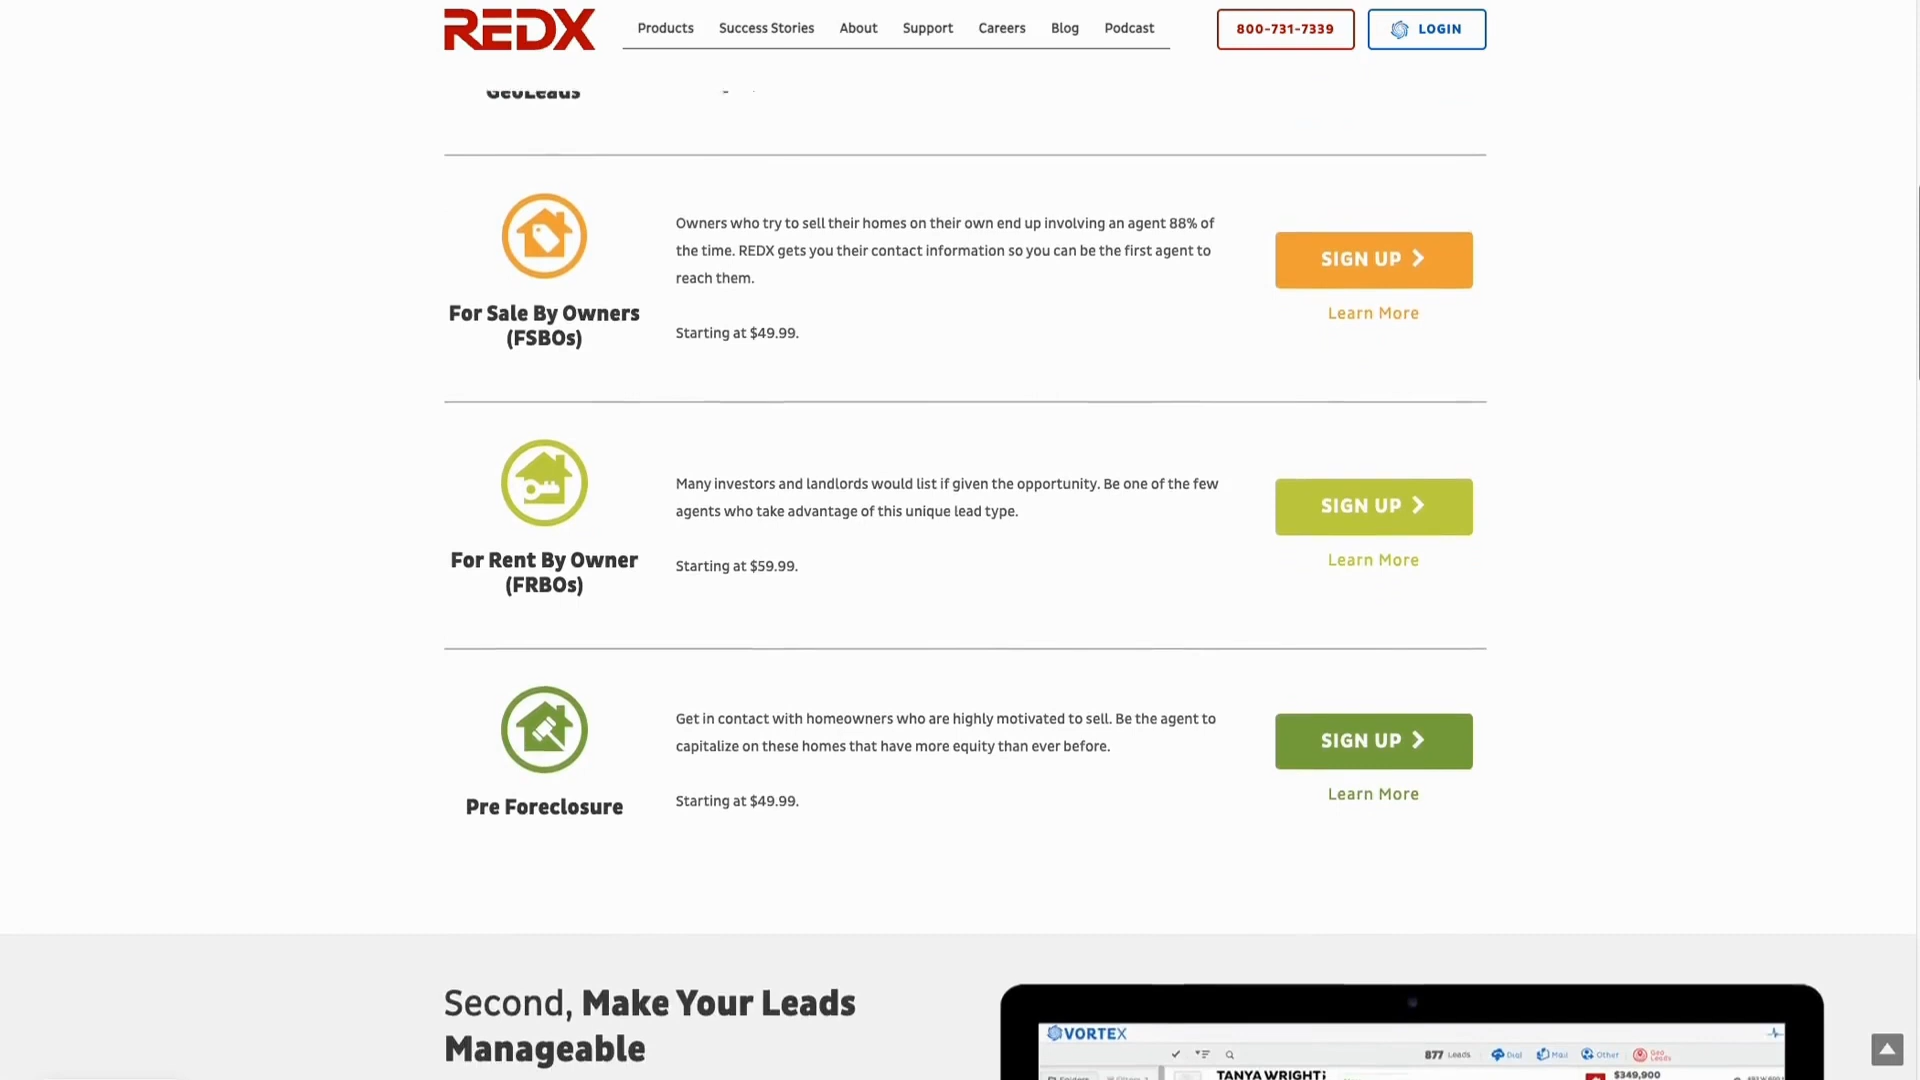 REDX
Products Success Stories About Support Careers Blog Podcast
800-731-7339
LOGIN
GeoLeads
Owners who try to sell their homes on their own end up involving an agent 88% of
the time. REDX gets you their contact information so you can be the first agent to
reach them.
Starting at $49.99.
For Sale By Owners
(FSBOs)
SIGN UP
Learn More
Many investors and landlords would list if given the opportunity. Be one of the few
agents who take advantage of this unique lead type.
Starting at $59.99.
For Rent By Owner
(FRBOs)
SIGN UP
Learn More
Get in contact with homeowners who are highly motivated to sell. Be the agent to
capitalize on these homes that have more equity than ever before.
Starting at $49.99.
Pre Foreclosure
SIGN UP
Learn More
Second, Make Your Leads
Manageable
VORTEX
877 Leads Dial Mail Other Geo Leads
TANYA WRIGHT
$349,900